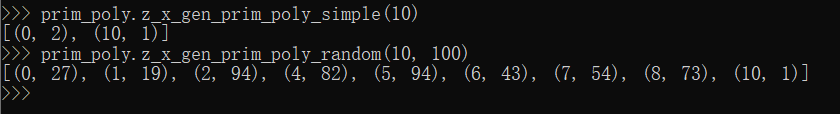 >>> prim_poly.z_x_gen_prim_poly_simple(10)
[(0, 2), (10, 1)]
>>> prim_poly.z_x_gen_prim_poly_random(10, 100)
[(0, 27), (1, 19), (2, 94), (4, 82), (5, 94), (6, 43), (7, 54), (8, 73), (10, 1)]
>>>